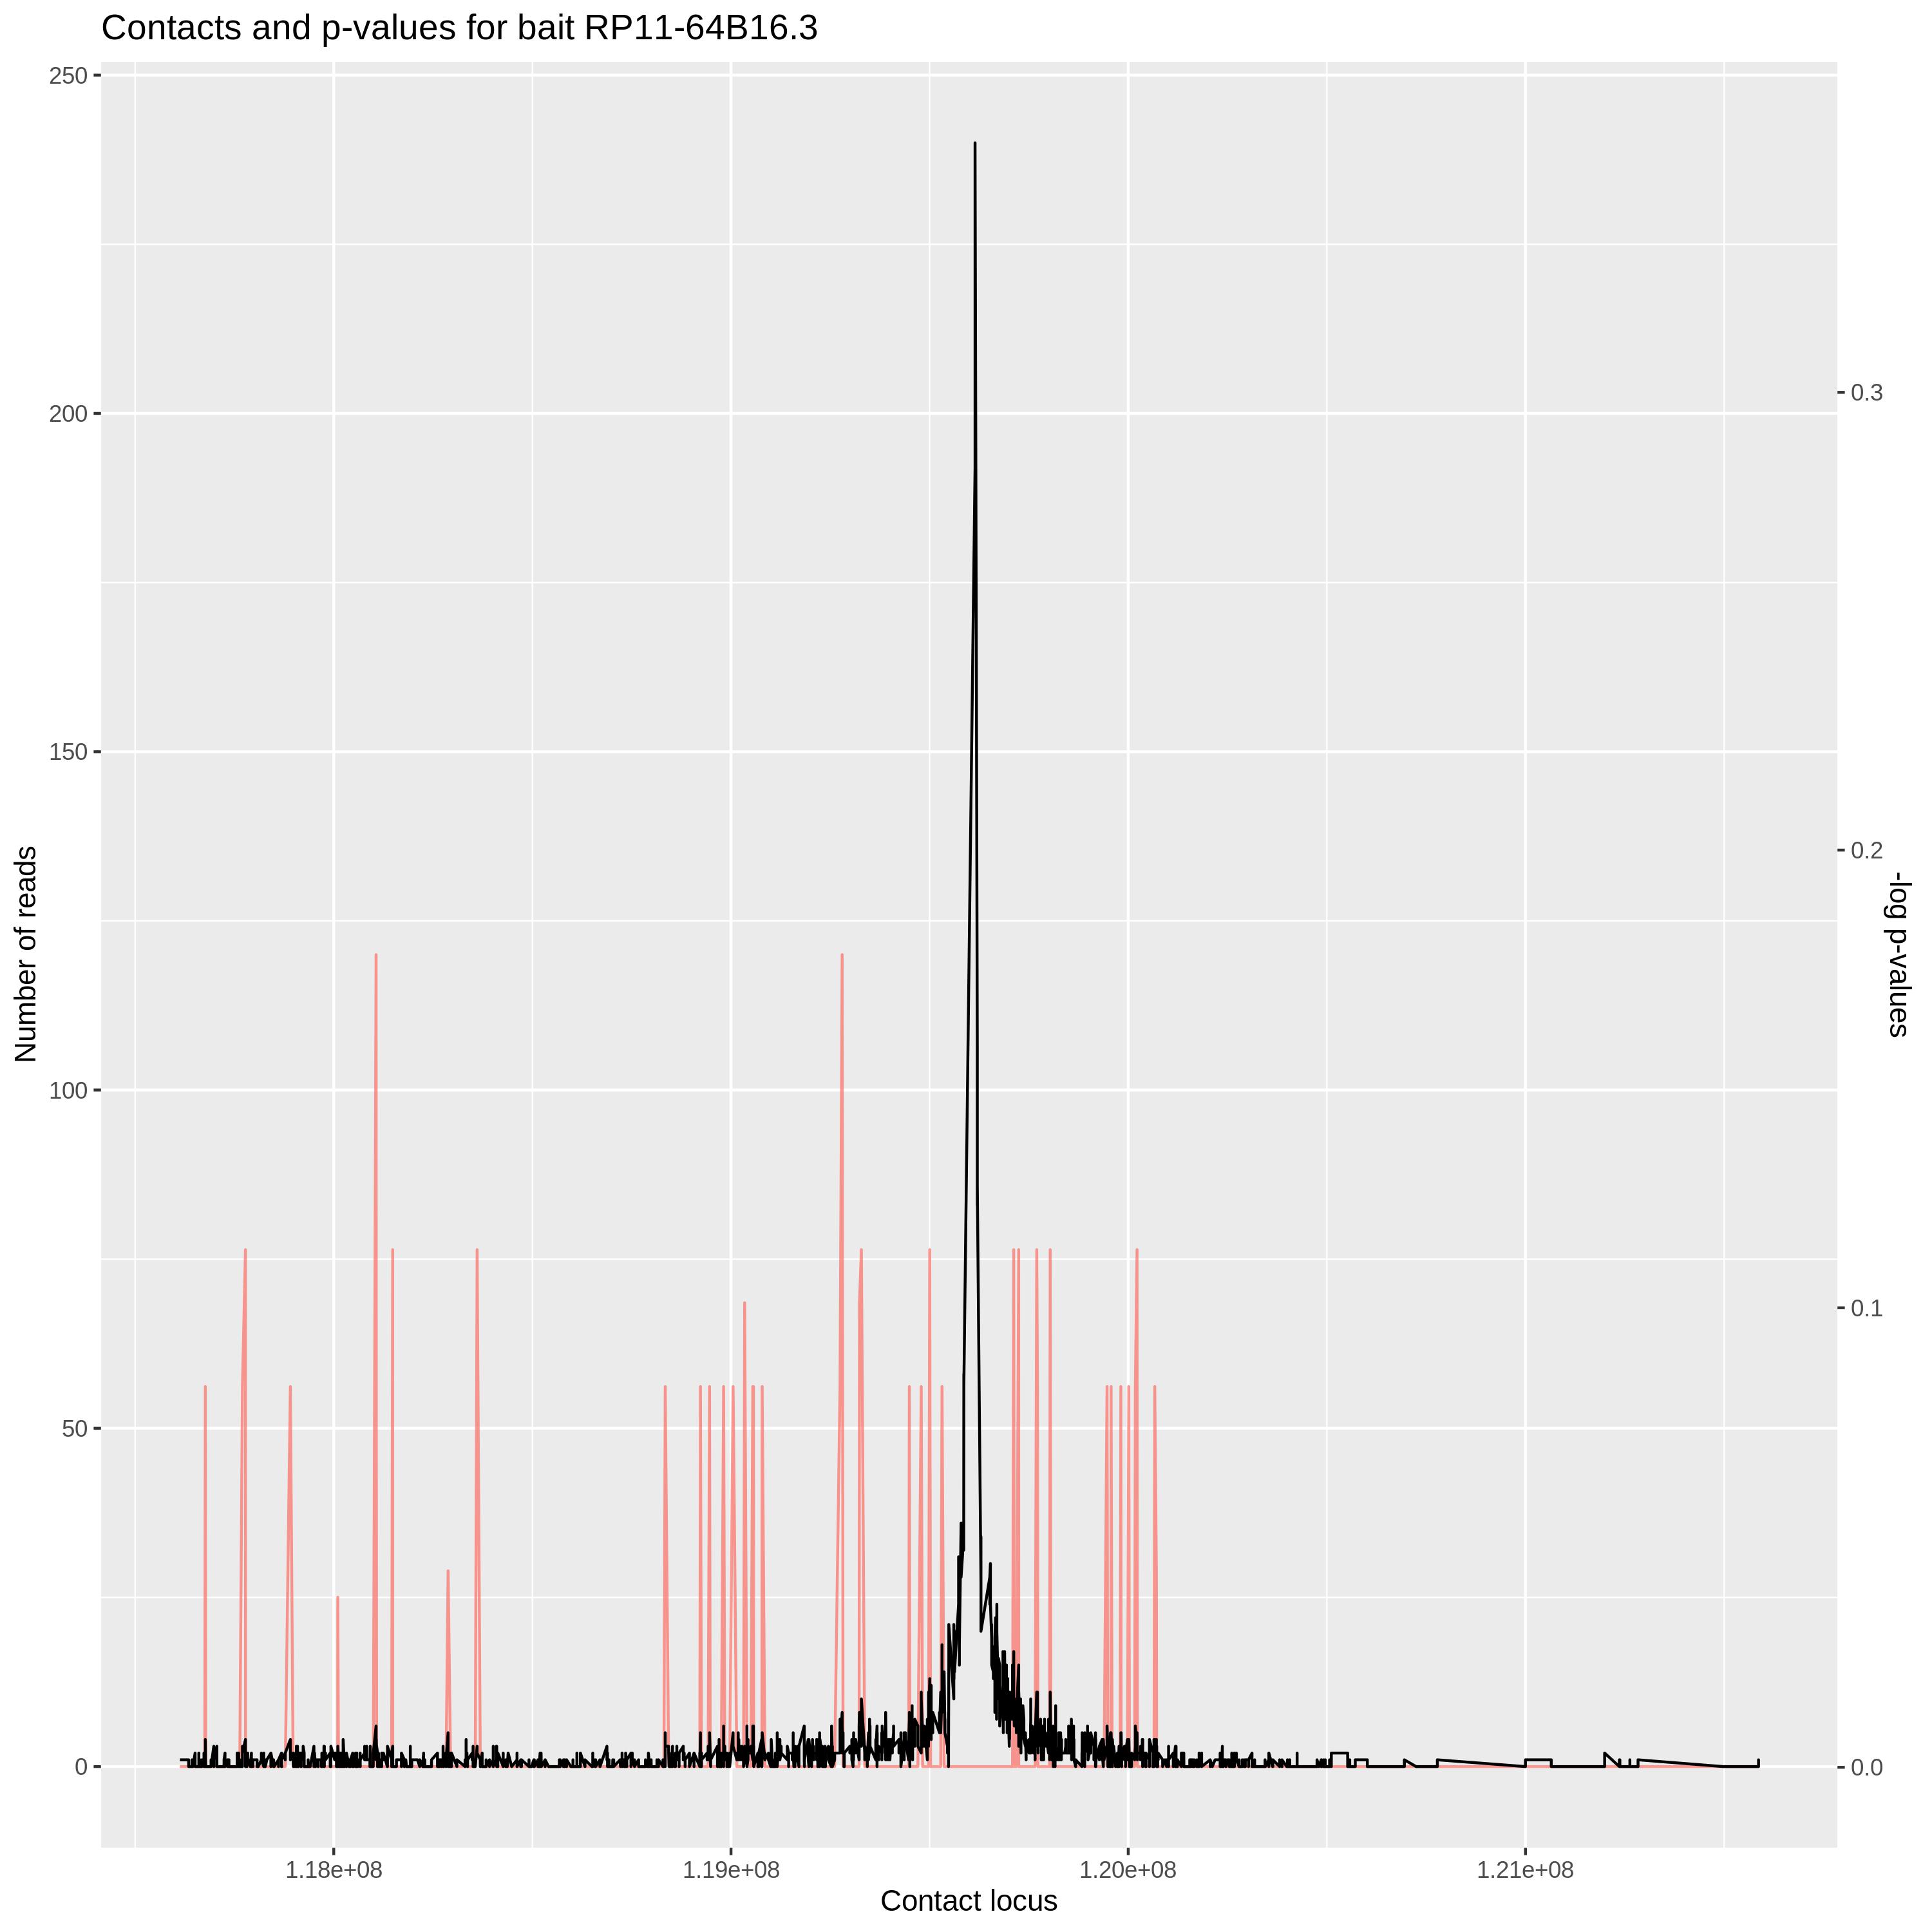 Contacts and p-values for bait RP11-64B16.3
250
200
150
100
50
0
Number of reads
0.3
0.2
0.1
0.0
-log p-values
1.18e+08
1.19e+08
1.20e+08
1.21e+08
Contact locus